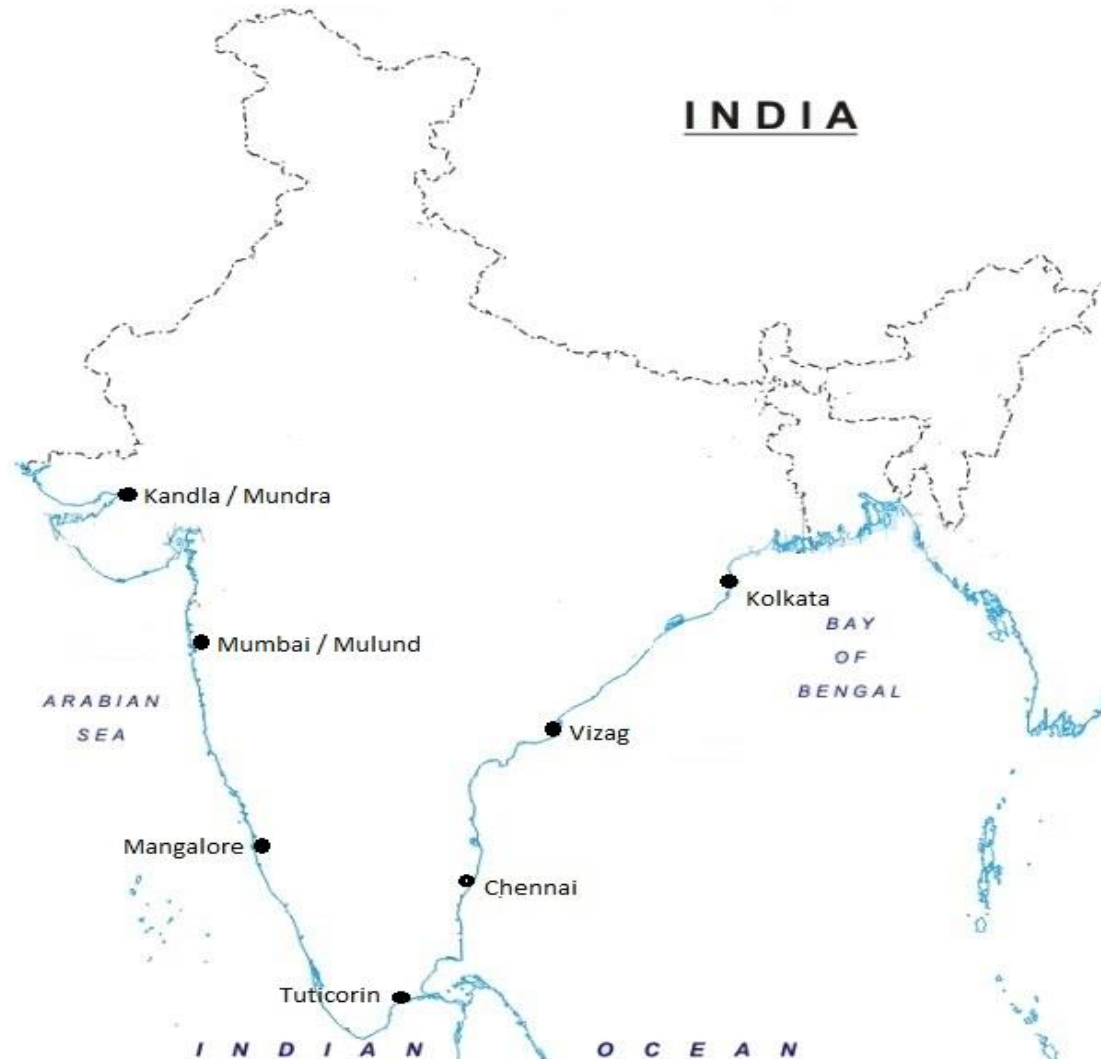 INDIA
Kandla / Mundra
Kolkata
Mumbai / Mulund
BAY
OF
BENGAL
ARABIAN
SEA
Vizag
Mangalore
Chennai
Tuticorin
INDIAN OCEAN